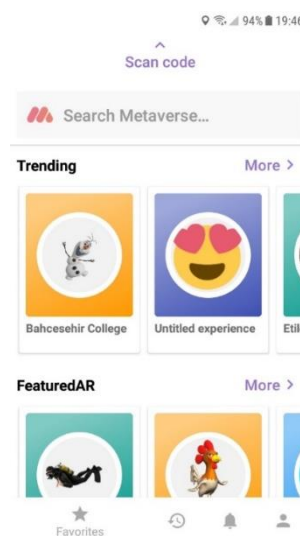 94% 19:46
Scan code
Search Metaverse...
Trending More >
Bahcesehir College Untitled experience Etil
FeaturedAR More >
Favorites